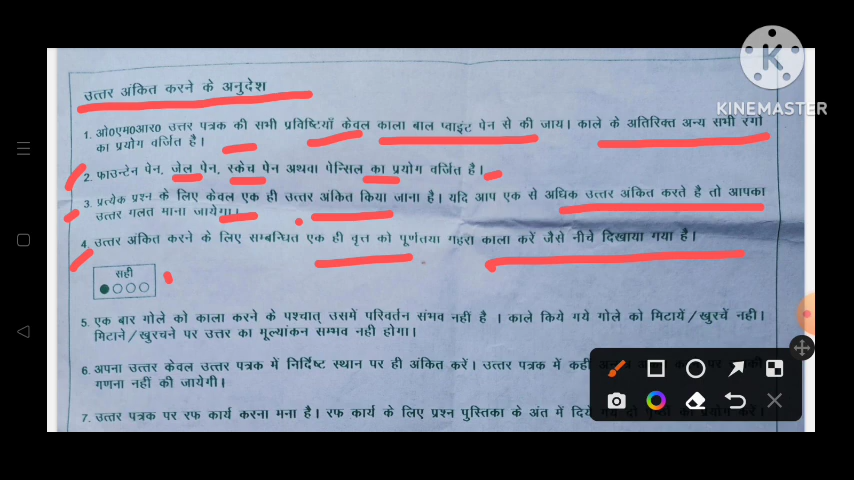 KINEMASTER
उत्तर अंकित करने के अनुदेश
1. ओ०एम०आर० उत्तर पत्रक की सभी प्रविष्टियाँ केवल काला बाल प्वाइंट पेन से की जाय। काले के अतिरिक्त अन्य सभी रंगो
का प्रयोग वर्जित है।
2. फाउन्टेन पेन, जेल पेन, स्केच पेन अथवा पेन्सिल का प्रयोग वर्जित है।
3. प्रत्येक प्रश्न के लिए केवल एक ही उत्तर अंकित किया जाना है। यदि आप एक से अधिक उत्तर अंकित करते है तो आपका
उत्तर गलत माना जायेगा।
4. उत्तर अंकित करने के लिए सम्बन्धित एक ही वृत्त को पूर्णतया गहरा काला करें जैसे नीचे दिखाया गया है।
सही
5. एक बार गोले को काला करने के पश्चात् उसमें परिवर्तन संभव नहीं है । काले किये गये गोले को मिटायें/खुरचें नही।
मिटाने/खुरचने पर उत्तर का मूल्यांकन सम्भव नही होगा।
6. अपना उत्तर केवल उत्तर पत्रक में निर्दिष्ट स्थान पर ही अंकित करें। उत्तर पत्रक में कही
गणना नहीं की जायेगी।
7. उत्तर पत्रक पर रफ कार्य करना मना है। रफ कार्य के लिए प्रश्न पुस्तिका के अंत में दिये